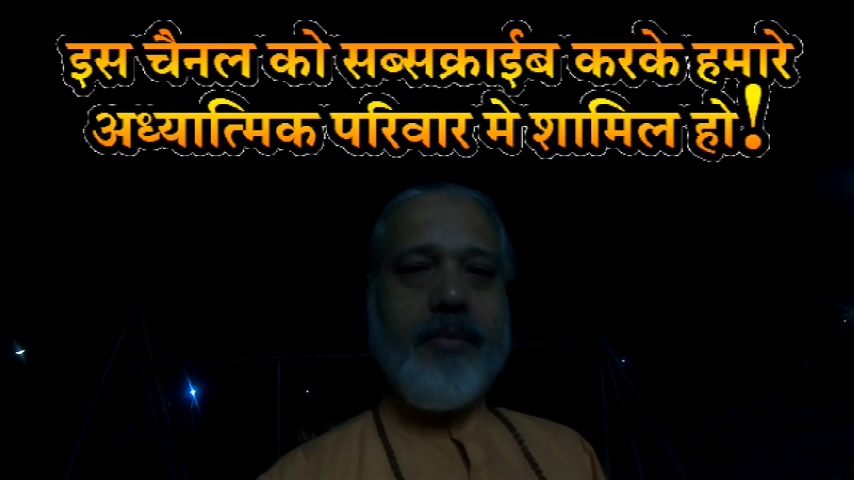 इस चैनल को सब्सक्राईब करके हमारे
अध्यात्मिक परिवार मे शामिल हो!